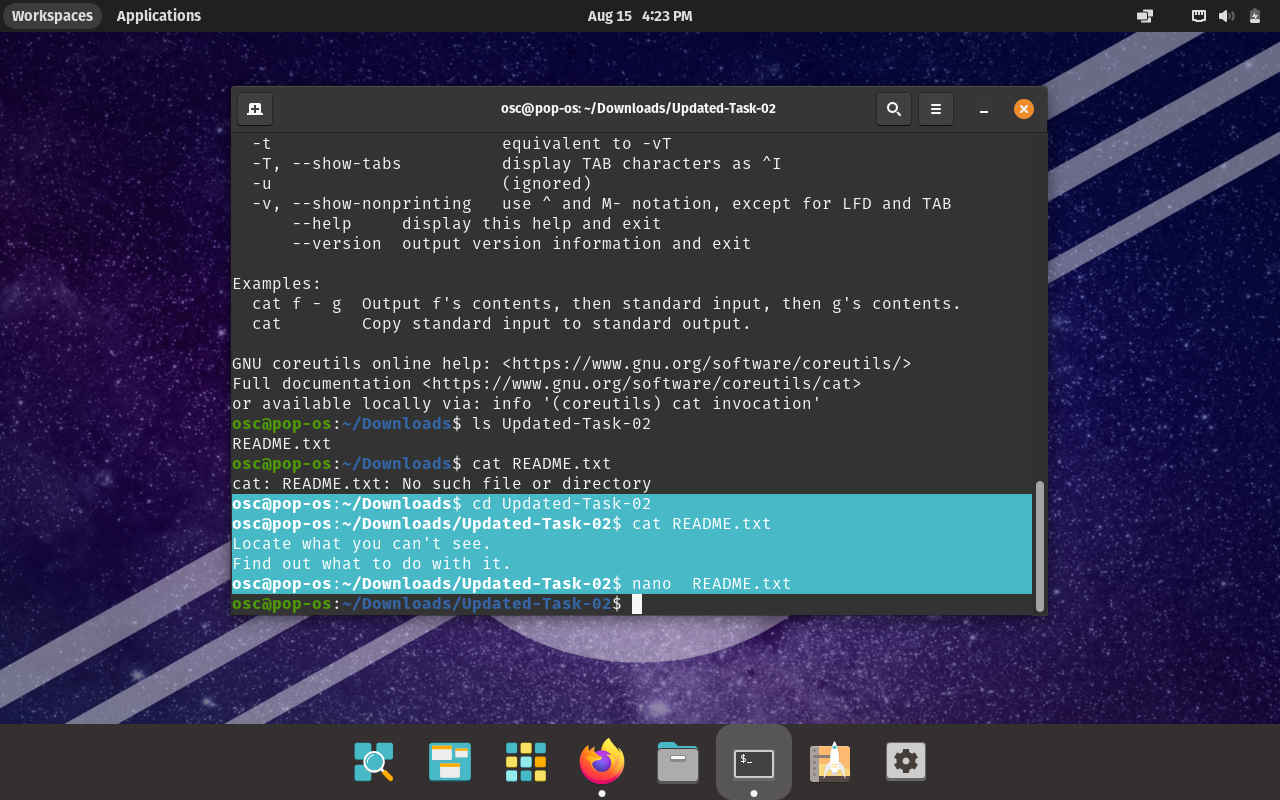 Workspaces Applications Aug 15 4:23 PM
osc@pop-os: ~/Downloads/Updated-Task-02
-t equivalent to -vT
-T, --show-tabs display TAB characters as ^I
-u (ignored)
-v, --show-nonprinting use ^ and M- notation, except for LFD and TAB
--help display this help and exit
--version output version information and exit
Examples:
cat f - g Output f's contents, then standard input, then g's contents.
cat Copy standard input to standard output.
GNU coreutils online help: <https://www.gnu.org/software/coreutils/>
Full documentation <https://www.gnu.org/software/coreutils/cat>
or available locally via: info '(coreutils) cat invocation'
osc@pop-os:~/Downloads$ ls Updated-Task-02
README.txt
osc@pop-os:~/Downloads$ cat README.txt
cat: README.txt: No such file or directory
osc@pop-os:~/Downloads$ cd Updated-Task-02
osc@pop-os:~/Downloads/Updated-Task-02$ cat README.txt
Locate what you can't see.
Find out what to do with it.
osc@pop-os:~/Downloads/Updated-Task-02$ nano  README.txt
osc@pop-os:~/Downloads/Updated-Task-02$
$_